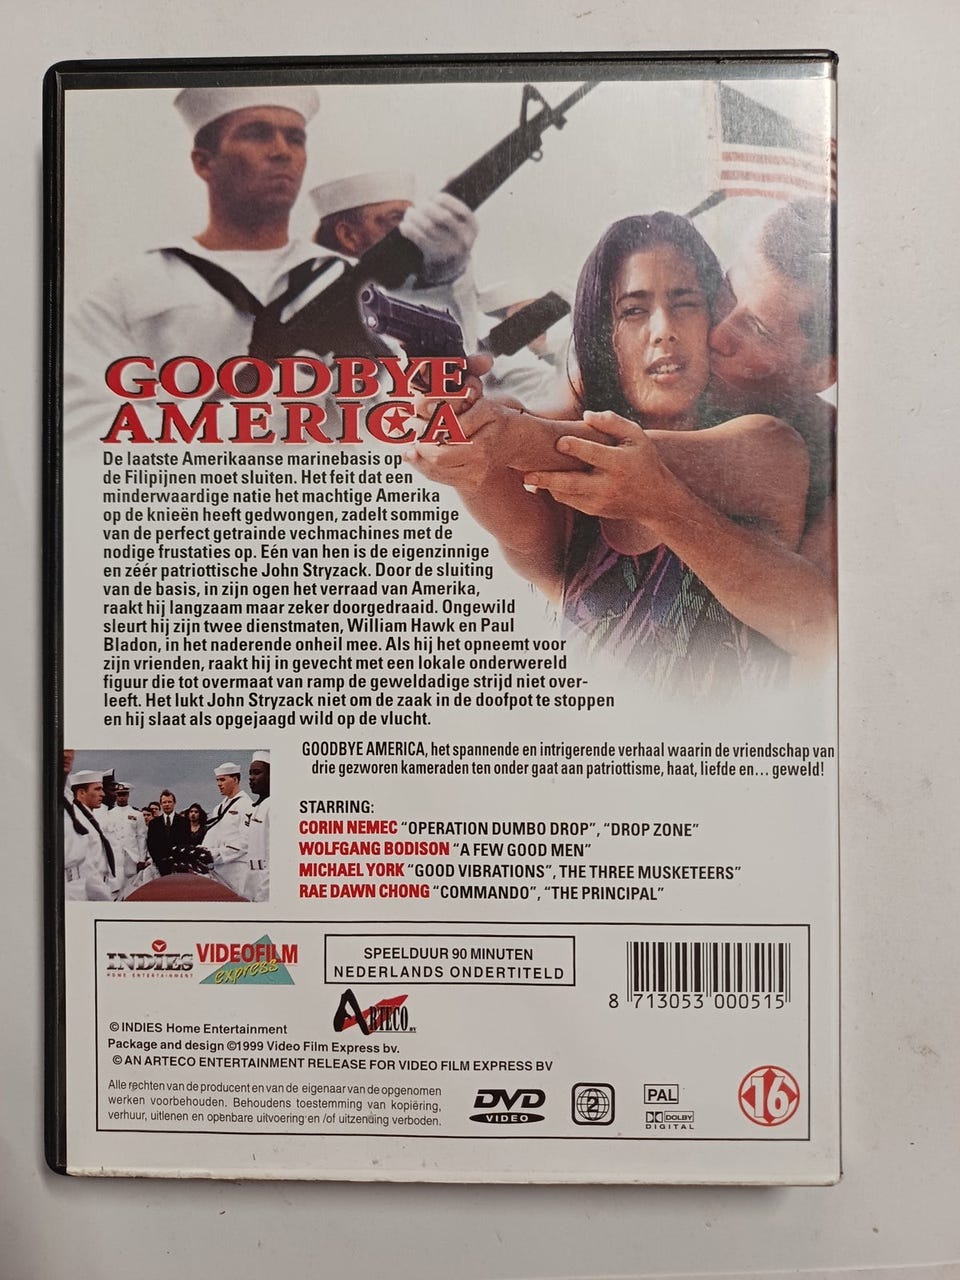 GOODBYE
AMERICA
De laatste Amerikaanse marinebasis op
de Filipijnen moet sluiten. Het feit dat een
minderwaardige natie het machtige Amerika
op de knieën heeft gedwongen, zadelt sommige
van de perfect getrainde vechmachines met de
nodige frustaties op. Eén van hen is de eigenzinnige
en zéér patriottische John Stryzack. Door de sluiting
van de basis, in zijn ogen het verraad van Amerika,
raakt hij langzaam maar zeker doorgedraaid. Ongewild
sleurt hij zijn twee dienstmaten, William Hawk en Paul
Bladon, in het naderende onheil mee. Als hij het opneemt voor
zijn vrienden, raakt hij in gevecht met een lokale onderwereld
figuur die tot overmaat van ramp de geweldadige strijd niet over-
leeft. Het lukt John Stryzack niet om de zaak in de doofpot te stoppen
en hij slaat als opgejaagd wild op de vlucht.
GOODBYE AMERICA, het spannende en intrigerende verhaal waarin de vriendschap van
drie gezworen kameraden ten onder gaat aan patriottisme, haat, liefde en... geweld!
STARRING:
CORIN NEMEC "OPERATION DUMBO DROP", "DROP ZONE"
WOLFGANG BODISON "A FEW GOOD MEN"
MICHAEL YORK "GOOD VIBRATIONS", THE THREE MUSKETEERS"
RAE DAWN CHONG "COMMANDO", "THE PRINCIPAL"
INDIES
HOME ENTERTAINMENT
VIDEOFILM
express
SPEELDUUR 90 MINUTEN
NEDERLANDS ONDERTITELD
8 713053 000515
ARTECO BV
© INDIES Home Entertainment
Package and design ©1999 Video Film Express bv.
© AN ARTECO ENTERTAINMENT RELEASE FOR VIDEO FILM EXPRESS BV
Alle rechten van de producent en van de eigenaar van de opgenomen
werken voorbehouden. Behoudens toestemming van kopiëring,
verhuur, uitlenen en openbare uitvoering en /of uitzending verboden.
DVD
VIDEO
2
PAL
DOLBY
DIGITAL
16